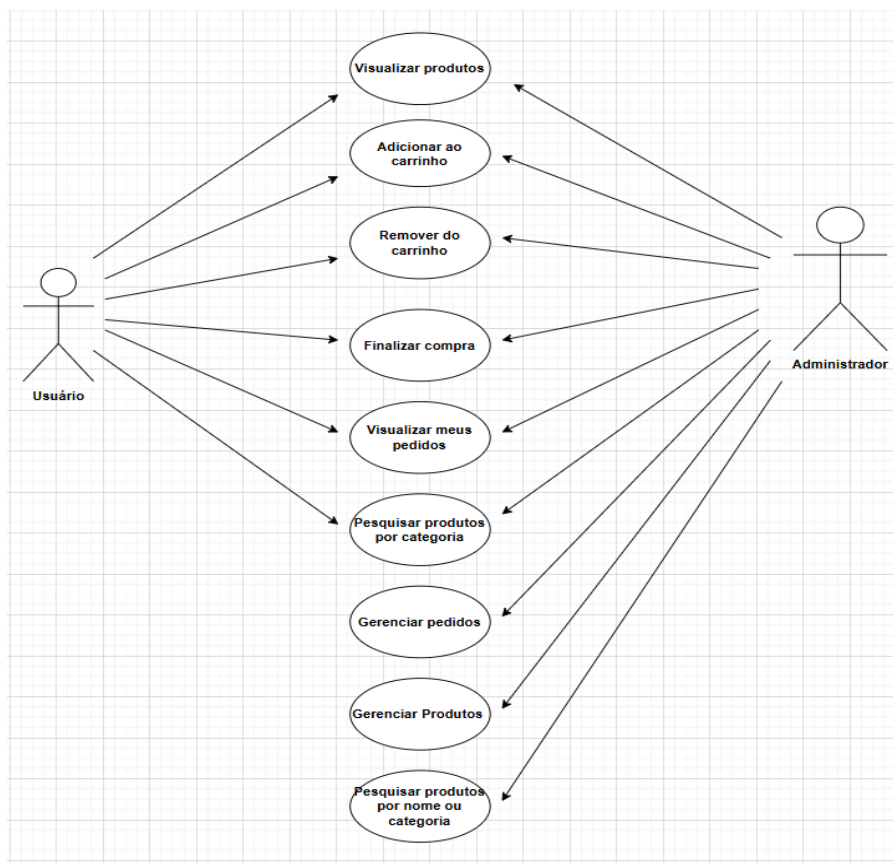 Visualizar produtos
Adicionar ao
carrinho
Remover do
carrinho
Usuário
Finalizar compra
Administrador
Visualizar meus
pedidos
Pesquisar produtos
por categoria
Gerenciar pedidos
Gerenciar Produtos
Pesquisar produtos
por nome ou
categoria